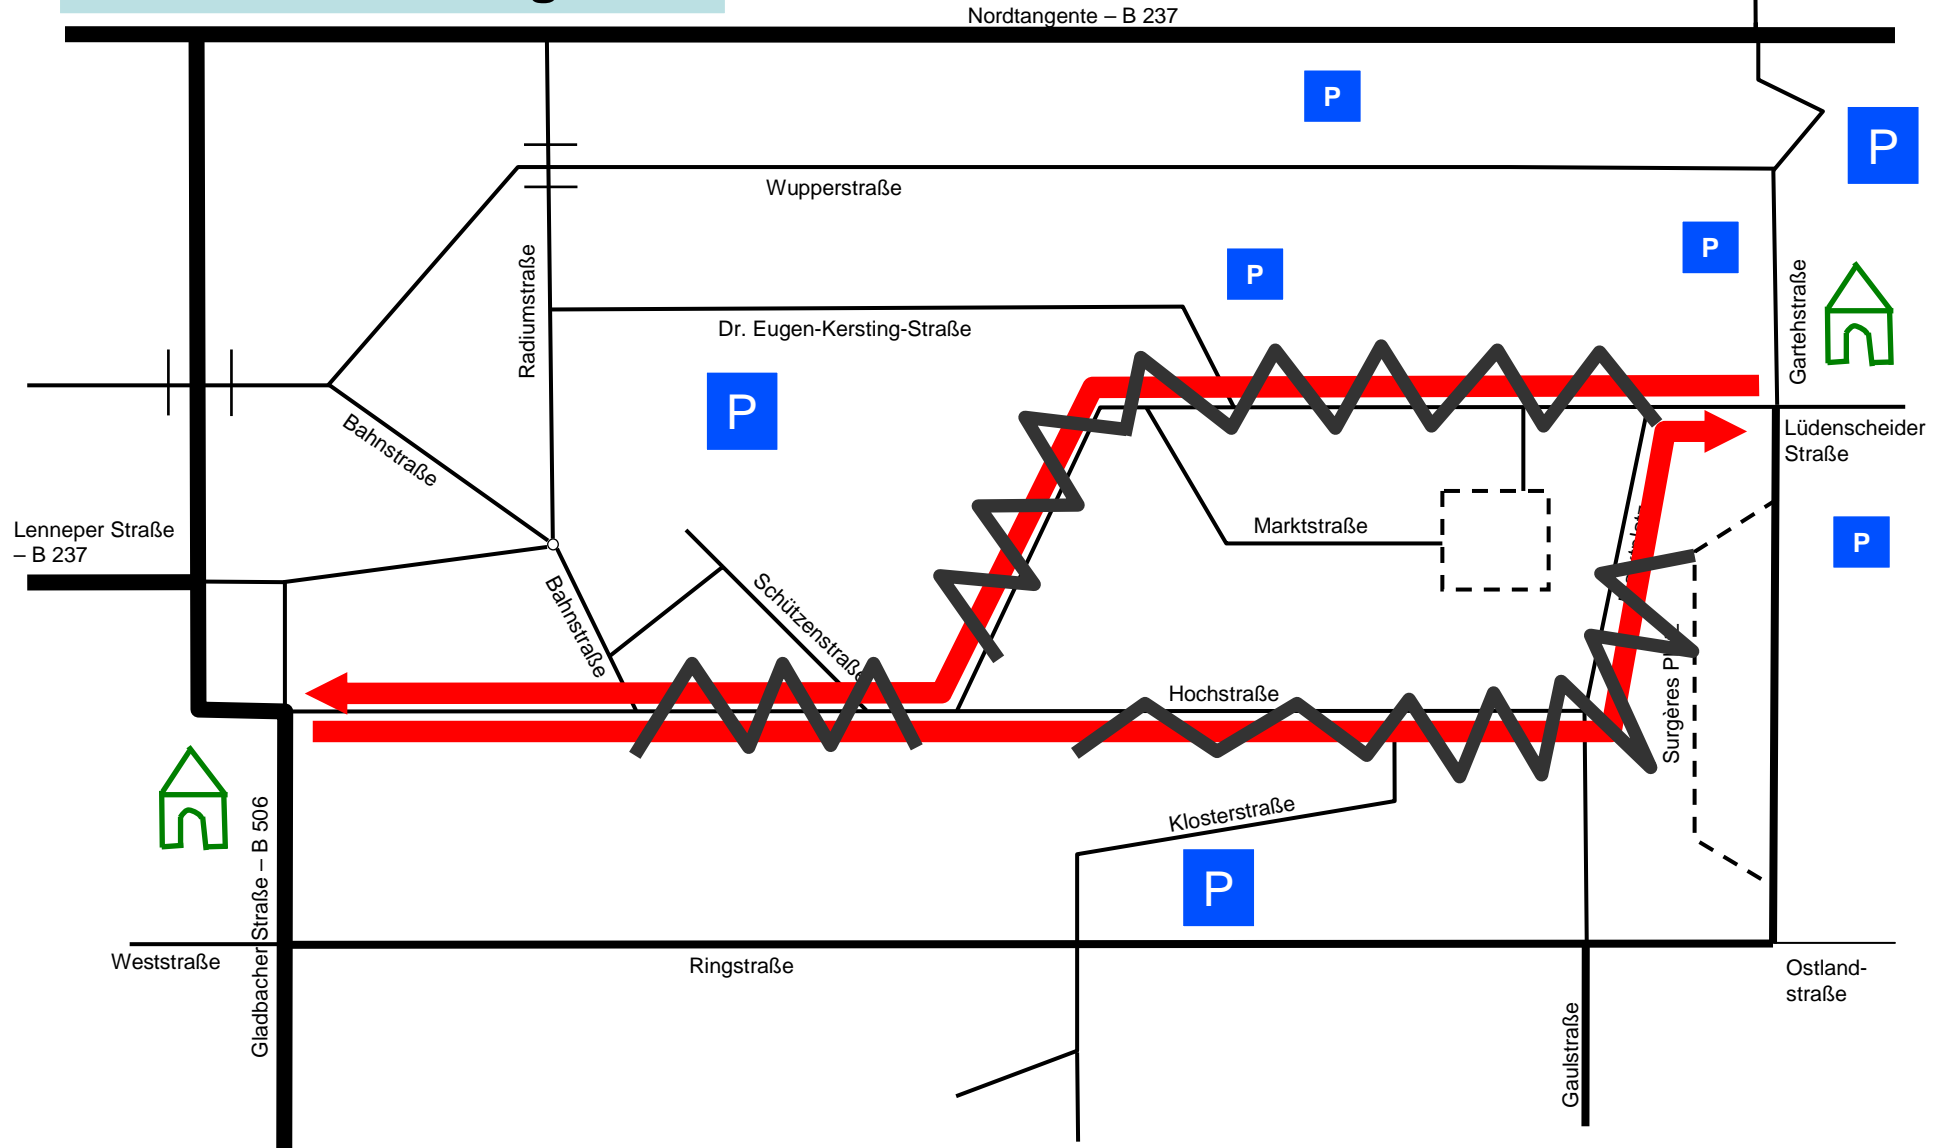 Nordtangente – B 237
P
P
Wupperstraße
P
P
Radiumstraße
Gartehstraße
Dr. Eugen-Kersting-Straße
P
Bahnstraße
Lüdenscheider
Straße
Lenneper Straße
– B 237
Marktstraße
P
Bahnstraße
Schützenstraße
Hochstraße
Surgères
Klosterstraße
P
Gladbacher Straße – B 506
Weststraße
Ringstraße
Ostland-
straße
Gaulstraße